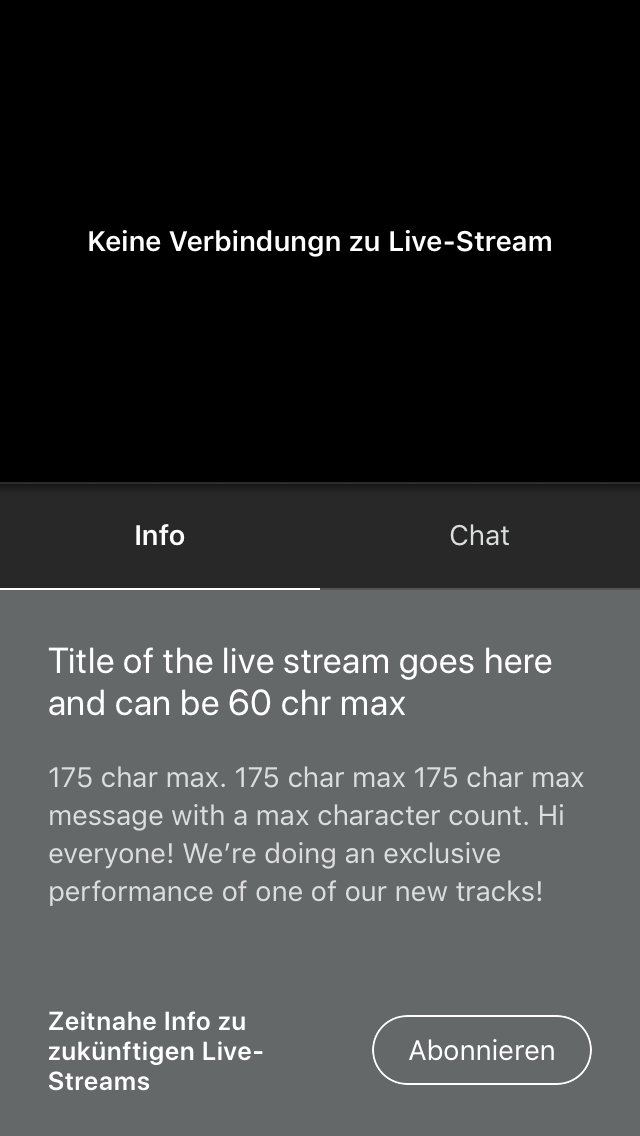 Keine Verbindungn zu Live-Stream
Info
Chat
Title of the live stream goes here
and can be 60 chr max
175 char max. 175 char max 175 char max
message with a max character count. Hi
everyone! We’re doing an exclusive
performance of one of our new tracks!
Zeitnahe Info zu
zukünftigen Live-
Streams
Abonnieren